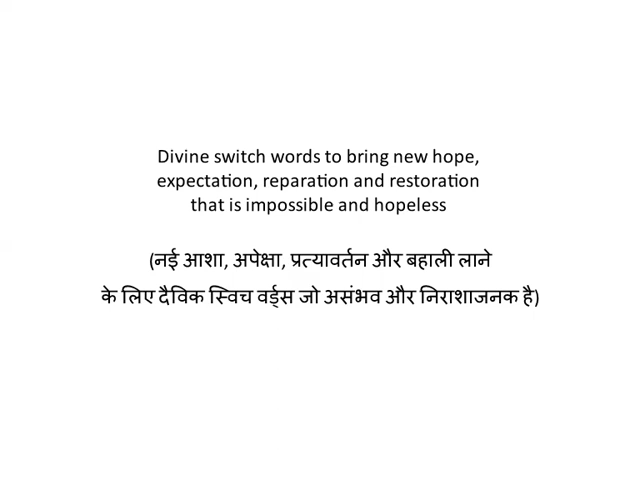 Divine switch words to bring new hope,
expectation, reparation and restoration
that is impossible and hopeless
(नई आशा, अपेक्षा, प्रत्यावर्तन और बहाली लाने
के लिए दैविक स्विच वर्ड्स जो असंभव और निराशाजनक है)